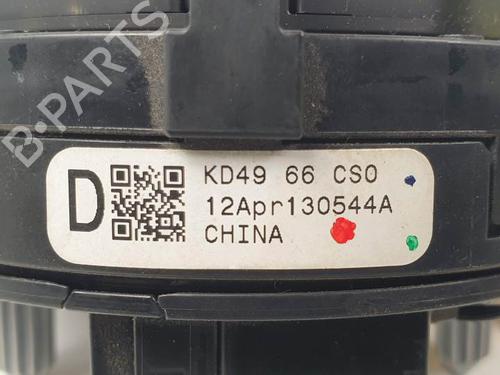 B-PARTS
D
KD49 66 CS0
12Apr130544A
CHINA